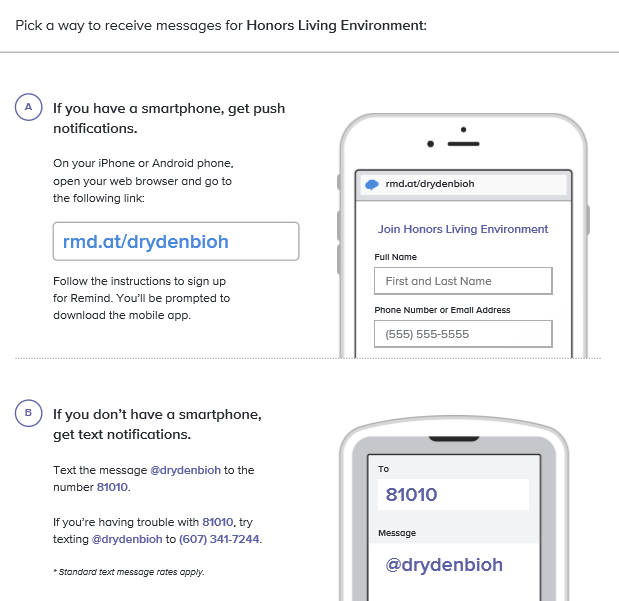 Pick a way to receive messages for Honors Living Environment:
A
If you have a smartphone, get push
notifications.
On your iPhone or Android phone,
open your web browser and go to
the following link:
rmd.at/drydenbioh
Follow the instructions to sign up
for Remind. You'll be prompted to
download the mobile app.
rmd.at/drydenbioh
Join Honors Living Environment
Full Name
First and Last Name
Phone Number or Email Address
(555) 555-5555
B
If you don't have a smartphone,
get text notifications.
Text the message @drydenbioh to the
number 81010.
If you're having trouble with 81010, try
texting @drydenbioh to (607) 341-7244.
* Standard text message rates apply.
To
81010
Message
@drydenbioh